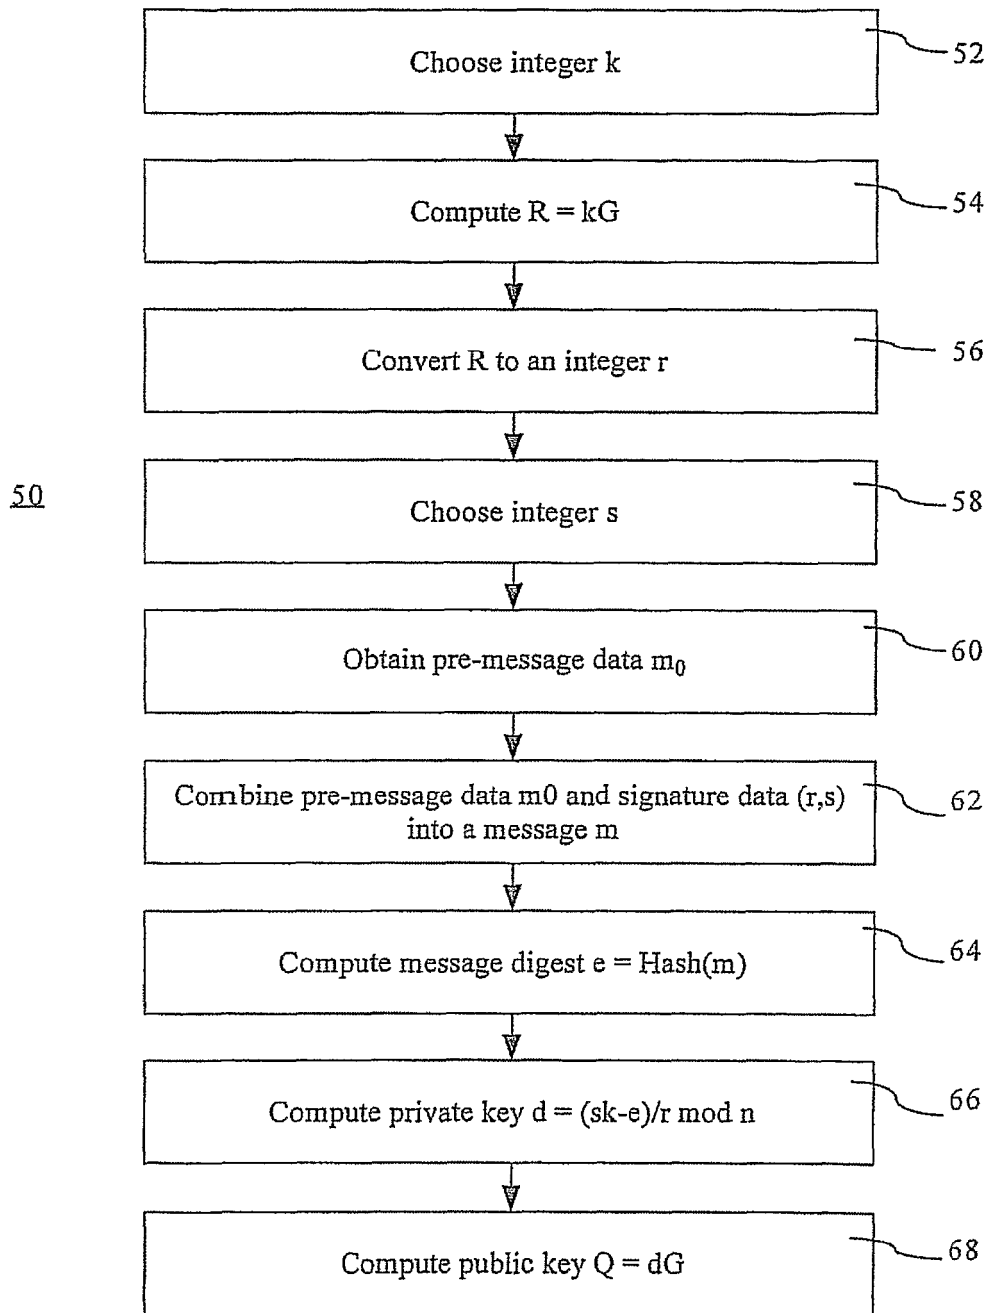 Choose integer k
52
Compute R = kG
54
Convert R to an integer r
56
50
Choose integer s
58
Obtain pre-message data m₀
60
Combine pre-message data m0 and signature data (r,s)
into a message m
62
Compute message digest e = Hash(m)
64
Compute private key d = (sk-e)/r mod n
66
Compute public key Q = dG
68